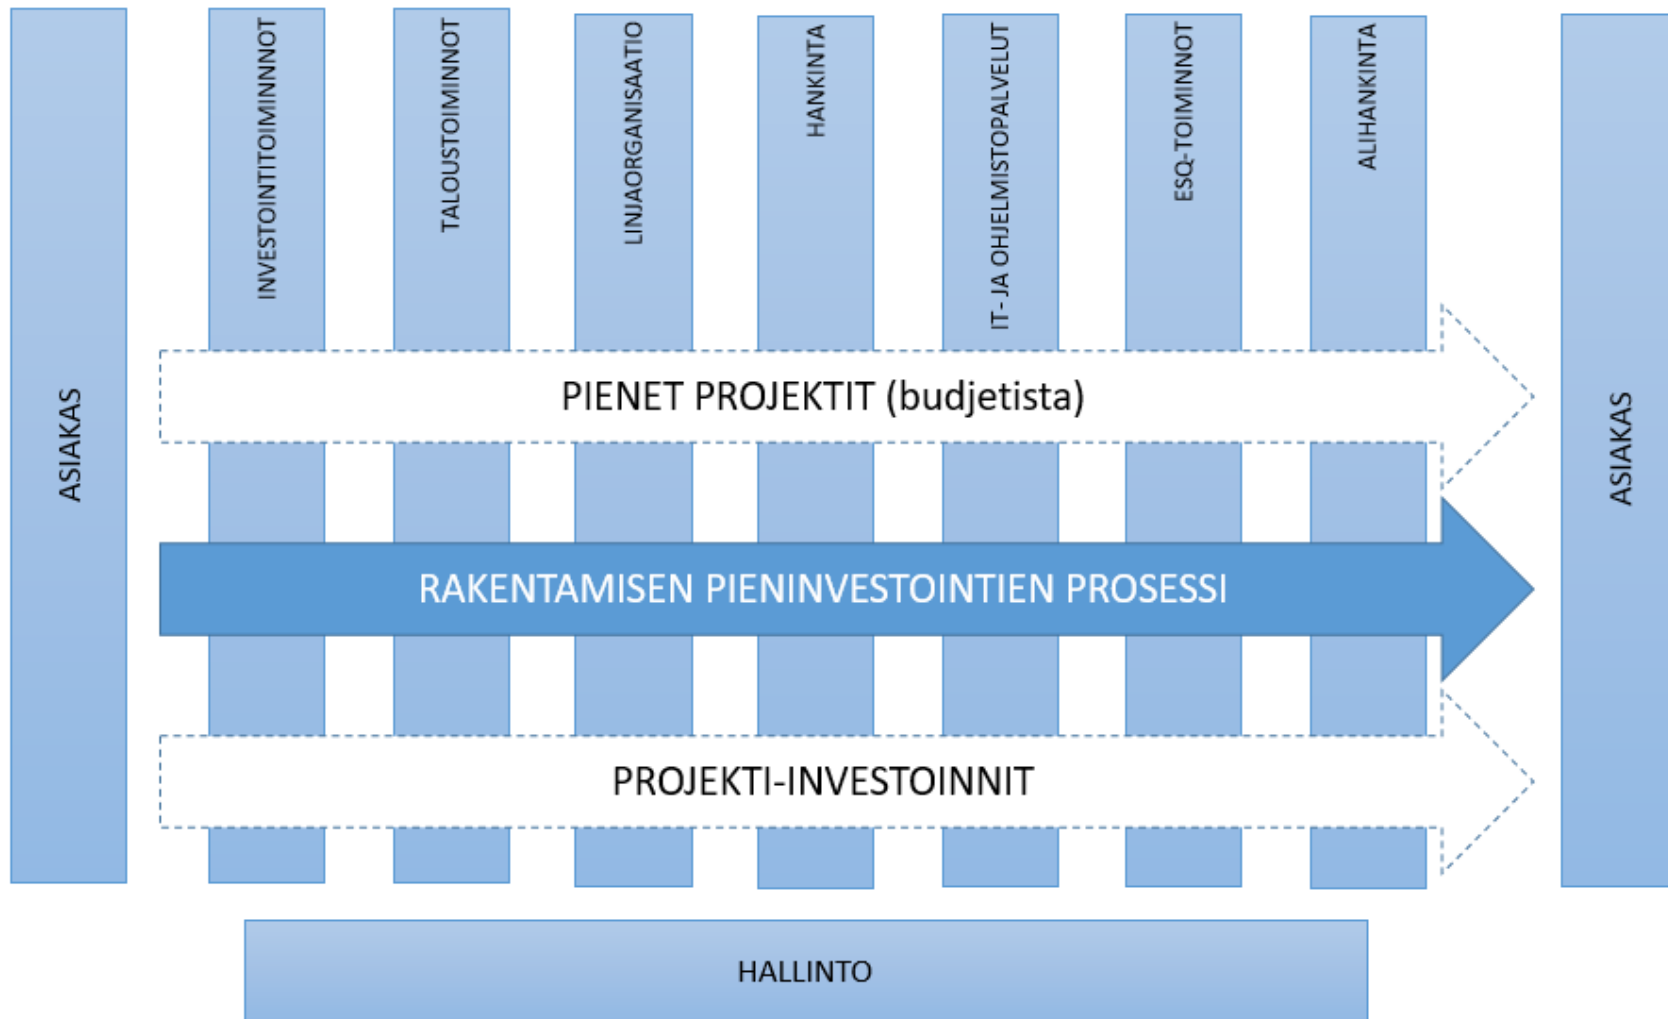 ASIAKAS
INVESTOINTITOIMINNNOT
TALOUSTOIMINNOT
LINJAORGANISAATIO
HANKINTA
IT- JA OHJELMISTOPALVELUT
ESQ-TOIMINNOT
ALIHANKINTA
ASIAKAS
PIENET PROJEKTIT (budjetista)
RAKENTAMISEN PIENINVESTOINTIEN PROSESSI
PROJEKTI-INVESTOINNIT
HALLINTO